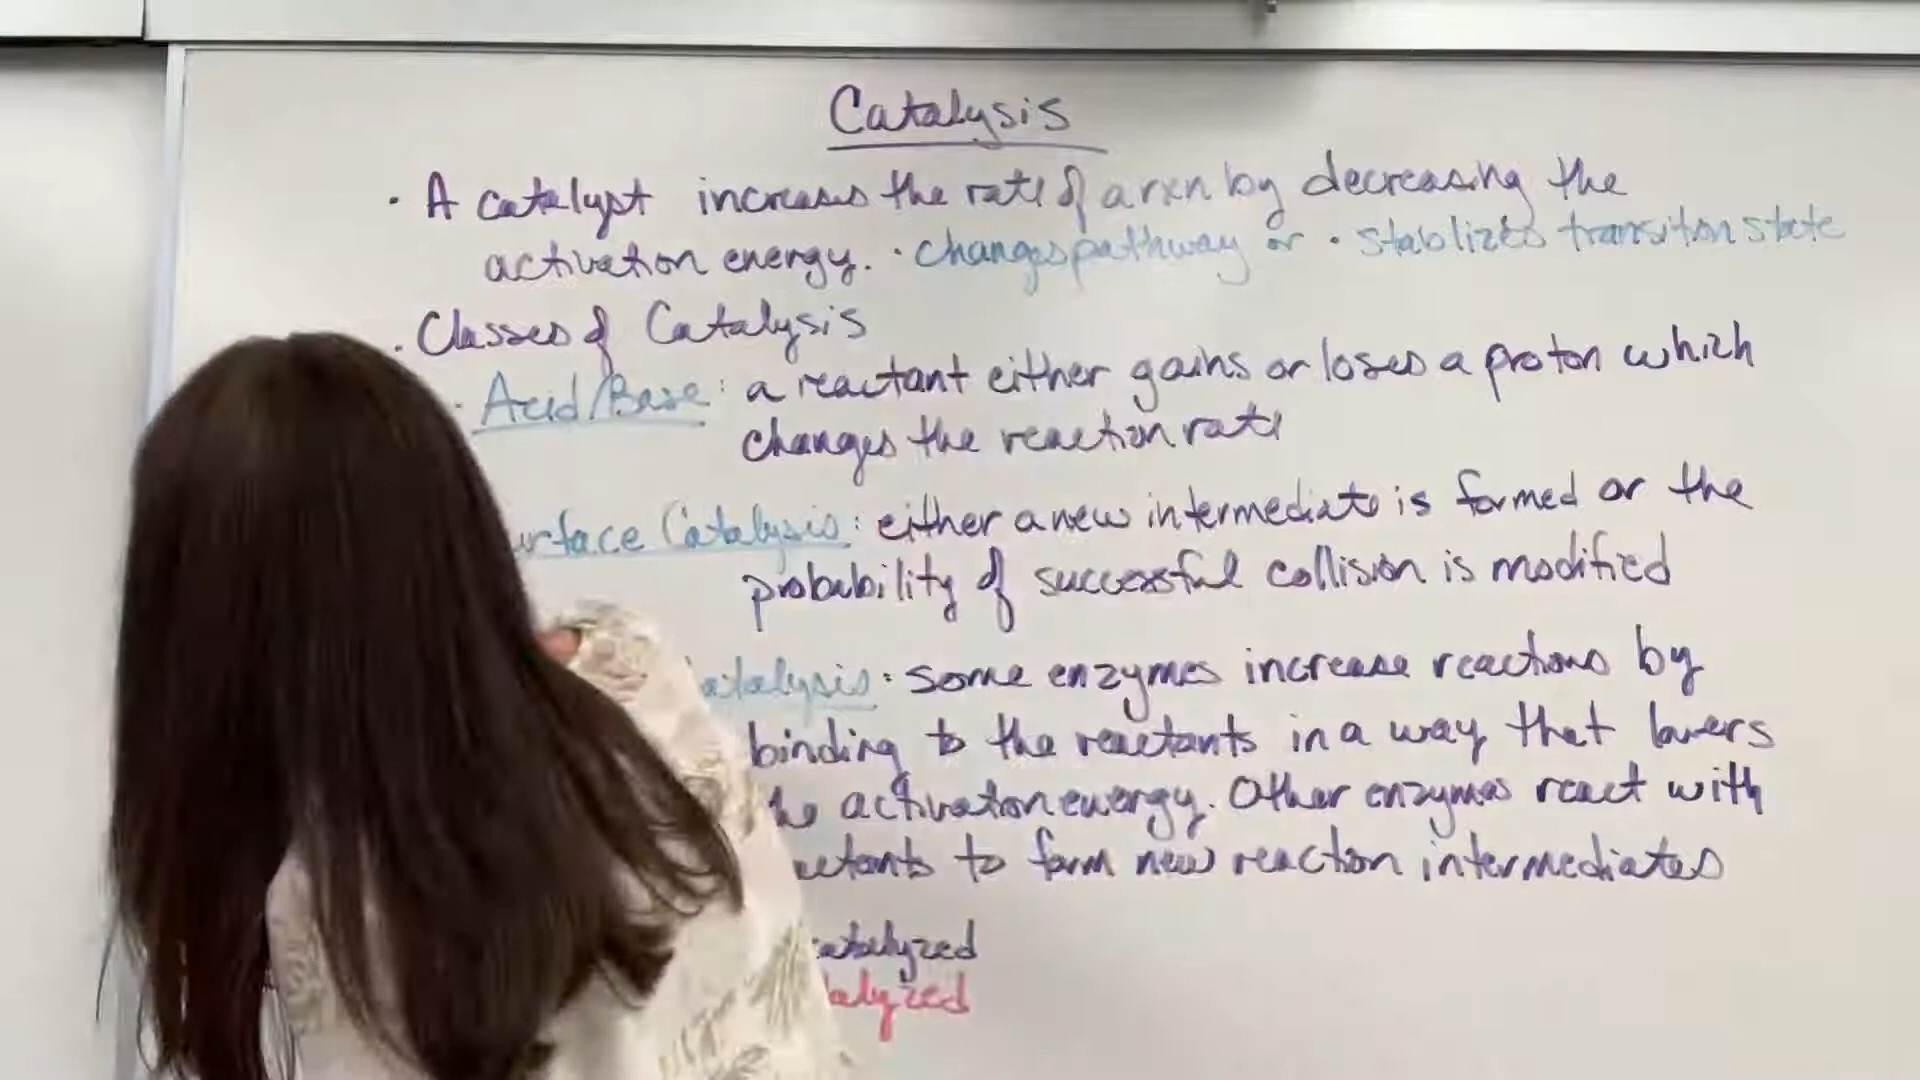 Catalysis
· A catalyst increases the rate of a rxn by decreasing the
activation energy. · changes pathway or · stablizes transition state
· Classes of Catalysis
· Acid/Base: a reactant either gains or loses a proton which
changes the reaction rate
urface Catalysis: either a new intermediate is formed or the
probability of successful collision is modified
atalysis: some enzymes increase reactions by
binding to the reactants in a way that lowers
he activation energy. Other enzymes react with
actants to form new reaction intermediates
catalyzed
alyzed